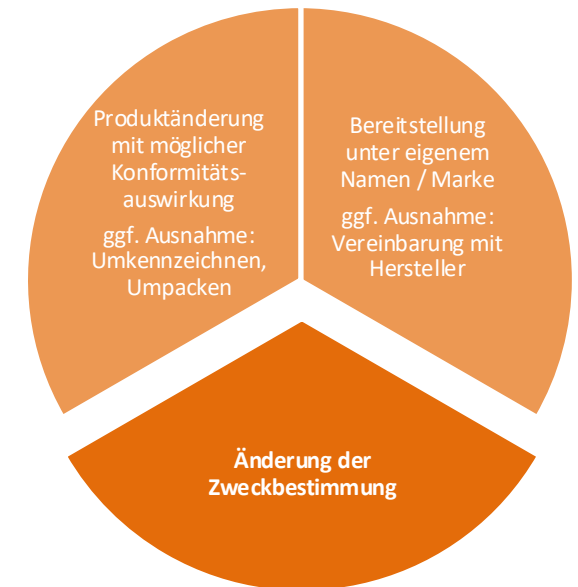 Produktänderung
mit möglicher
Konformitäts-
auswirkung
ggf. Ausnahme:
Umkennzeichnen,
Umpacken
Bereitstellung
unter eigenem
Namen / Marke
ggf. Ausnahme:
Vereinbarung mit
Hersteller
Änderung der
Zweckbestimmung